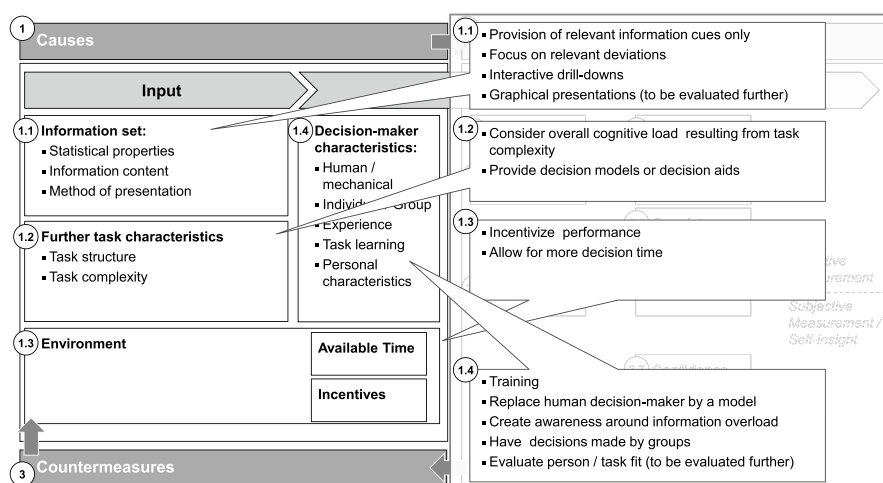 1
Causes
Input
1.1 Information set:
▪ Statistical properties
▪ Information content
▪ Method of presentation
1.4 Decision-maker
characteristics:
▪ Human /
mechanical
▪ Individual / Group
▪ Experience
▪ Task learning
▪ Personal
characteristics
1.2 Further task characteristics
▪ Task structure
▪ Task complexity
1.3 Environment
Available Time
Incentives
3
Countermeasures
1.1
▪ Provision of relevant information cues only
▪ Focus on relevant deviations
▪ Interactive drill-downs
▪ Graphical presentations (to be evaluated further)
1.2
▪ Consider overall cognitive load resulting from task
complexity
▪ Provide decision models or decision aids
1.3
▪ Incentivize performance
▪ Allow for more decision time
Subjective
Measurement /
Self-insight
1.4
▪ Training
▪ Replace human decision-maker by a model
▪ Create awareness around information overload
▪ Have decisions made by groups
▪ Evaluate person / task fit (to be evaluated further)